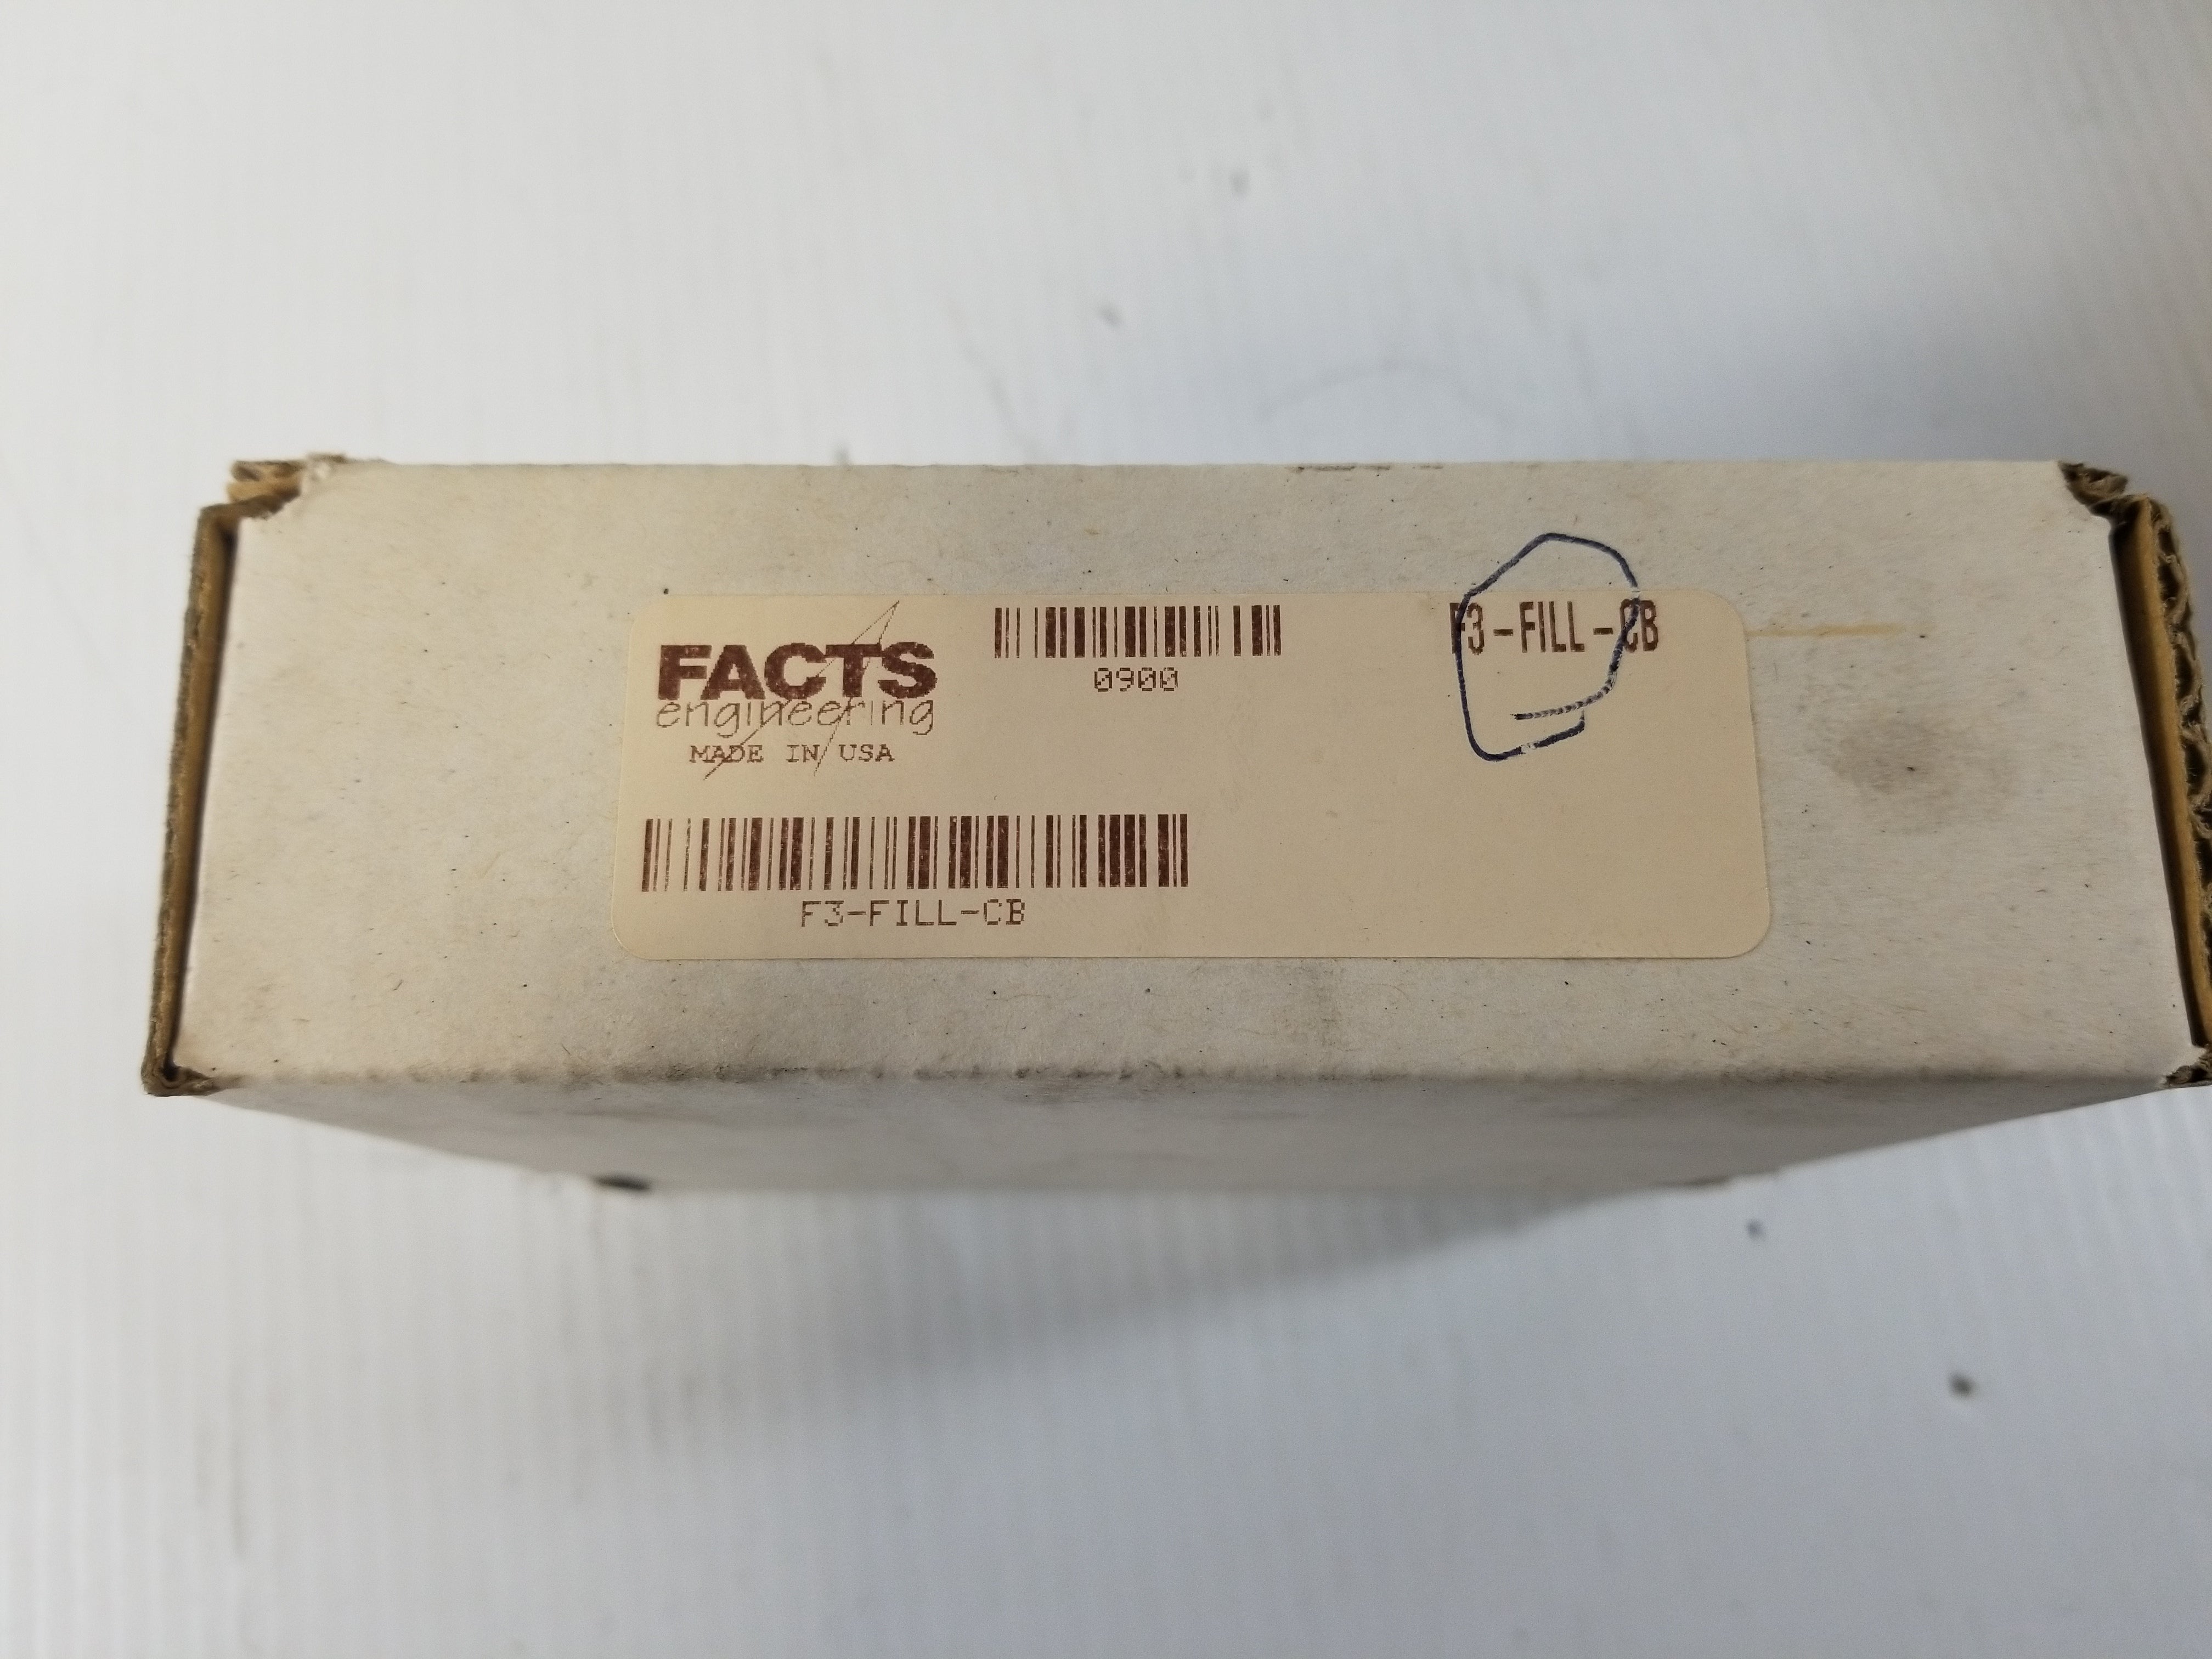 FACTS
engineering
MADE IN USA
0900
F3-FILL-CB
F3-FILL-CB